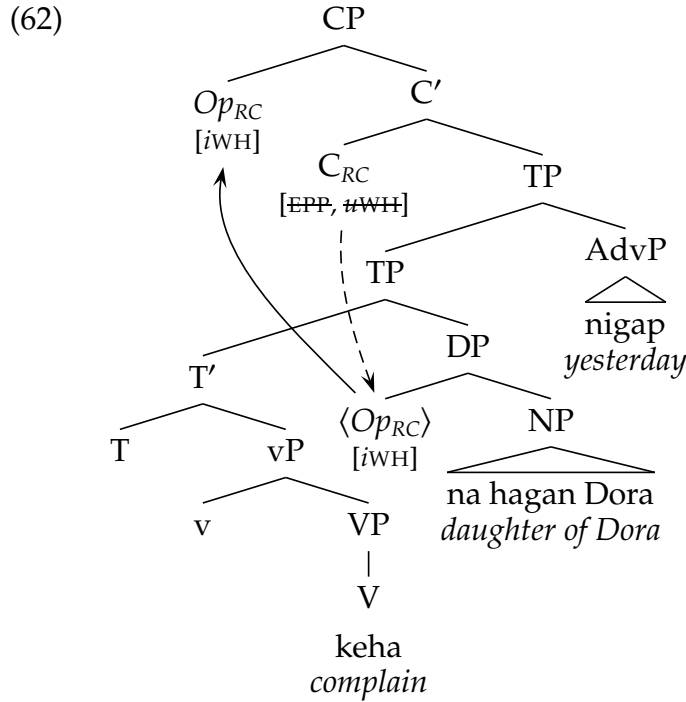 (62)
CP
Op_RC
[iWH]
C′
C_RC
[EPP, uWH]
TP
TP
AdvP
nigap
yesterday
T′
DP
T
vP
⟨Op_RC⟩
[iWH]
NP
na hagan Dora
daughter of Dora
v
VP
V
keha
complain